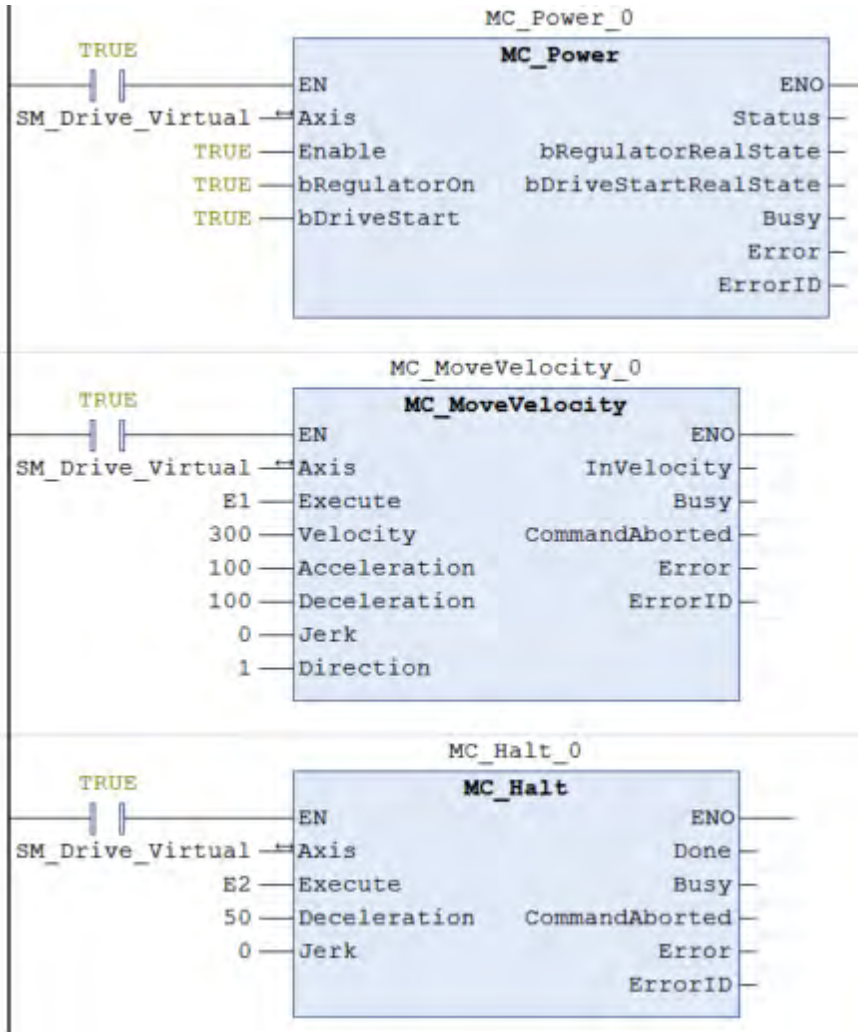 MC_Power_0
TRUE
MC_Power
EN ENO
SM_Drive_Virtual Axis Status
TRUE Enable bRegulatorRealState
TRUE bRegulatorOn bDriveStartRealState
TRUE bDriveStart Busy
Error
ErrorID
MC_MoveVelocity_0
TRUE
MC_MoveVelocity
EN ENO
SM_Drive_Virtual Axis InVelocity
E1 Execute Busy
300 Velocity CommandAborted
100 Acceleration Error
100 Deceleration ErrorID
0 Jerk
1 Direction
MC_Halt_0
TRUE
MC_Halt
EN ENO
SM_Drive_Virtual Axis Done
E2 Execute Busy
50 Deceleration CommandAborted
0 Jerk Error
ErrorID